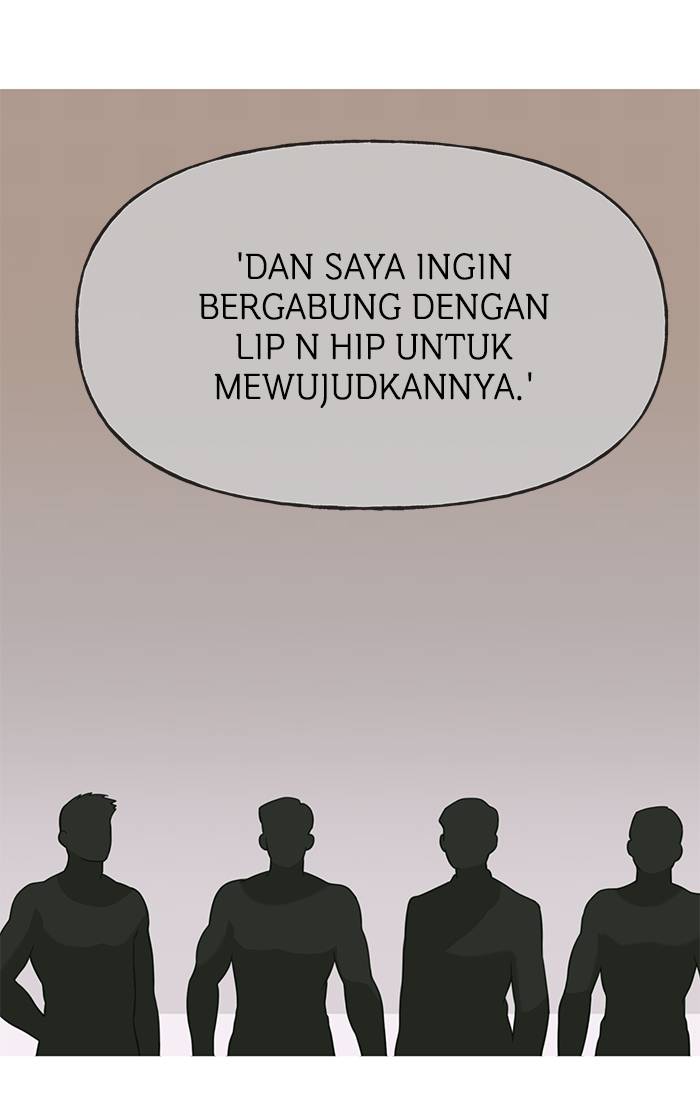 'DAN SAYA INGIN
BERGABUNG DENGAN
LIP N HIP UNTUK
MEWUJUDKANNYA.'